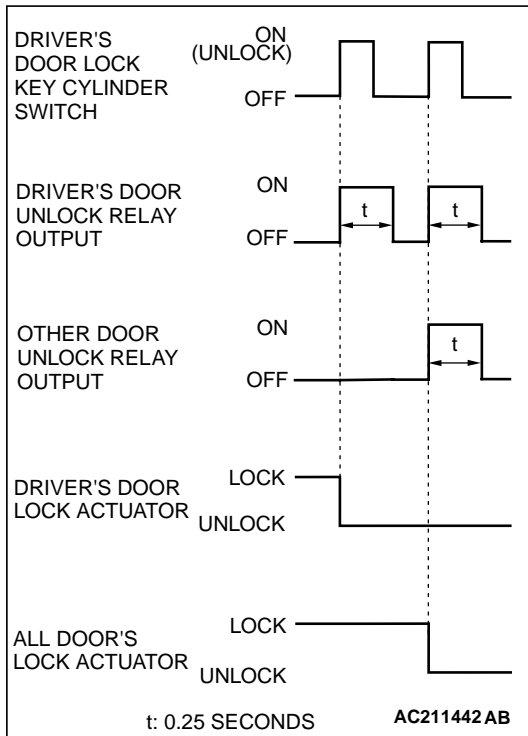 DRIVER'S
DOOR LOCK
KEY CYLINDER
SWITCH
ON
(UNLOCK)
OFF
DRIVER'S DOOR
UNLOCK RELAY
OUTPUT
ON
OFF
t
t
OTHER DOOR
UNLOCK RELAY
OUTPUT
ON
OFF
t
DRIVER'S DOOR
LOCK ACTUATOR
LOCK
UNLOCK
ALL DOOR'S
LOCK ACTUATOR
LOCK
UNLOCK
t: 0.25 SECONDS
AC211442 AB